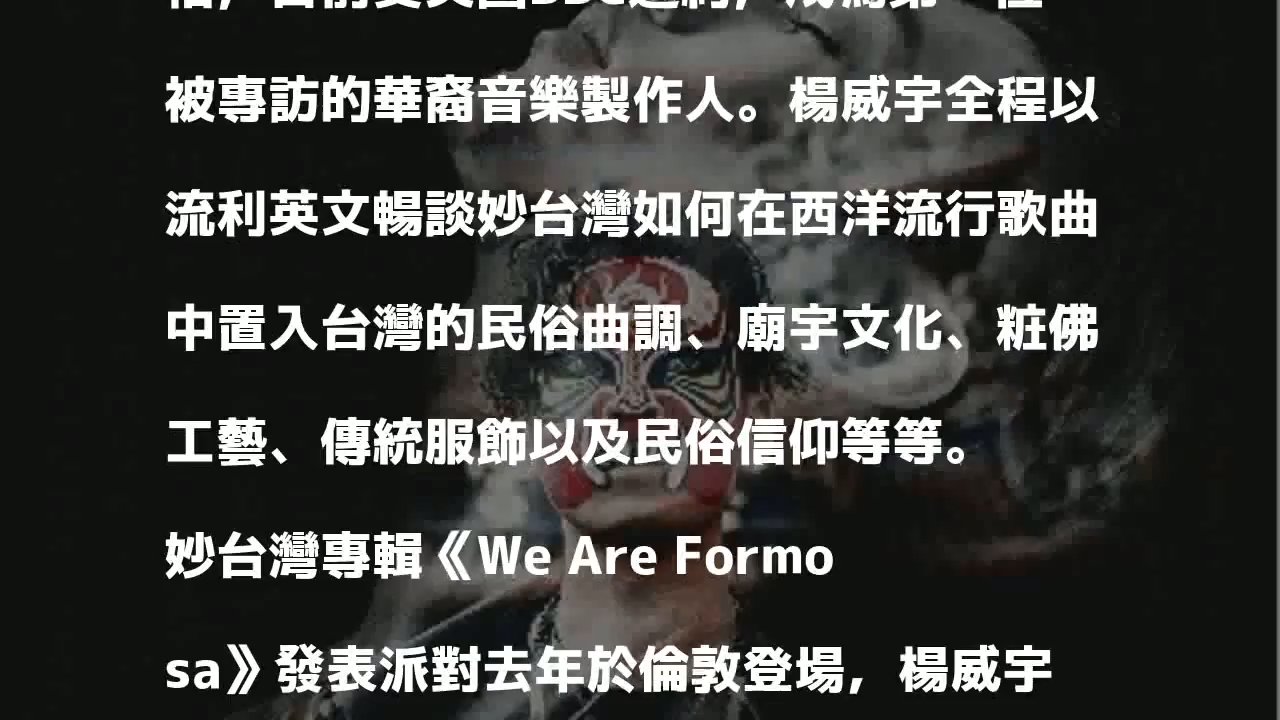 被專訪的華裔音樂製作人。楊威宇全程以
流利英文暢談妙台灣如何在西洋流行歌曲
中置入台灣的民俗曲調、廟宇文化、粧佛
工藝、傳統服飾以及民俗信仰等等。
妙台灣專輯《We Are Formo
sa》發表派對去年於倫敦登場，楊威宇